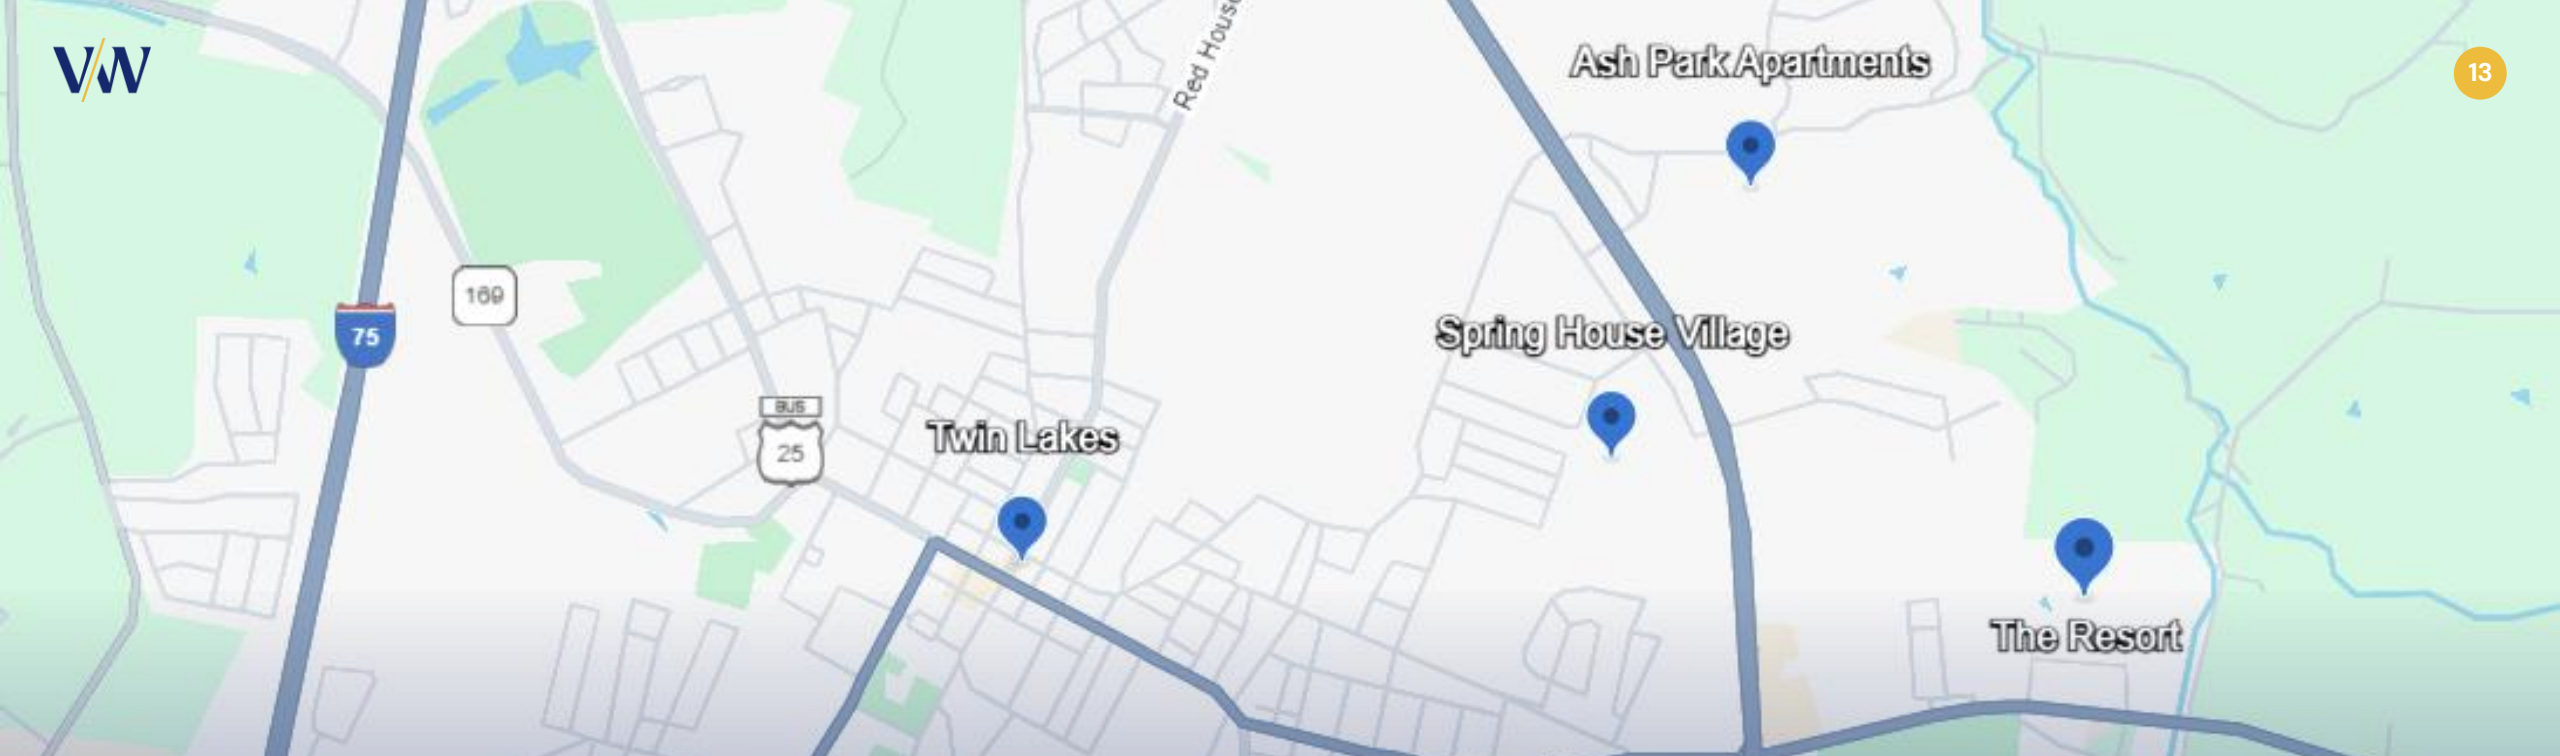 VW
13
Red House
Ash Park Apartments
169
75
Spring House Village
BUS
25
Twin Lakes
The Resort